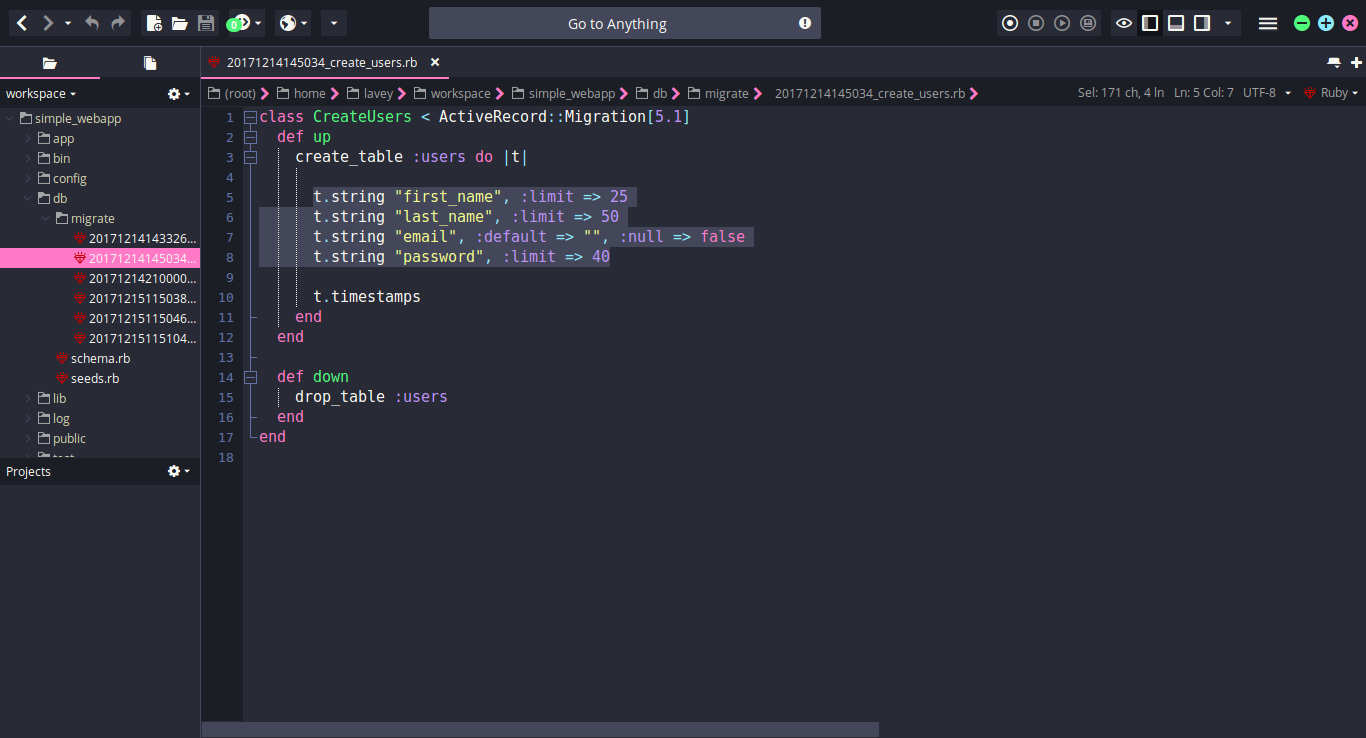 0
Go to Anything
20171214145034_create_users.rb
workspace
(root) home lavey workspace simple_webapp db migrate 20171214145034_create_users.rb
Sel: 171 ch, 4 ln Ln: 5 Col: 7 UTF-8 Ruby
simple_webapp
app
bin
config
db
migrate
20171214143326...
20171214145034...
20171214210000...
20171215115038...
20171215115046...
20171215115104...
schema.rb
seeds.rb
lib
log
public
Projects
1 class CreateUsers < ActiveRecord::Migration[5.1]
2 def up
3 create_table :users do |t|
4
5 t.string "first_name", :limit => 25
6 t.string "last_name", :limit => 50
7 t.string "email", :default => "", :null => false
8 t.string "password", :limit => 40
9
10 t.timestamps
11 end
12 end
13
14 def down
15 drop_table :users
16 end
17 end
18